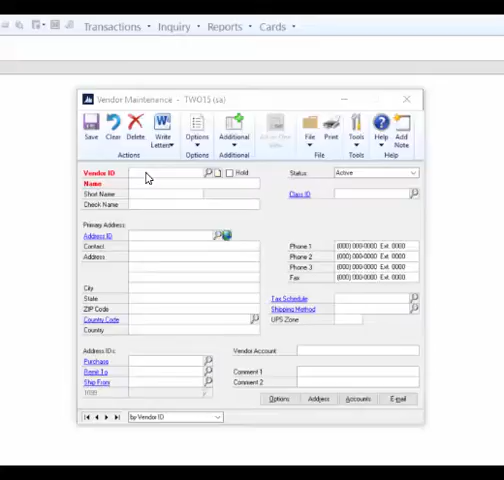 Transactions Inquiry Reports Cards
Vendor Maintenance - TWO15 (sa)
Save Clear Delete Write Letters Options Additional File Print Tools Help Add Note
Actions Options Additional File Tools Help
Vendor ID Hold Status: Active
Name
Short Name Class ID
Check Name
Primary Address:
Address ID
Contact Phone 1 (000) 000-0000 Ext. 0000
Address Phone 2 (000) 000-0000 Ext. 0000
Phone 3 (000) 000-0000 Ext. 0000
Fax (000) 000-0000 Ext. 0000
City
State Tax Schedule
ZIP Code Shipping Method
Country Code UPS Zone
Country
Address IDs: Vendor Account
Purchase
Remit To Comment 1
Ship From Comment 2
1099
Options Address Accounts E-mail
by Vendor ID